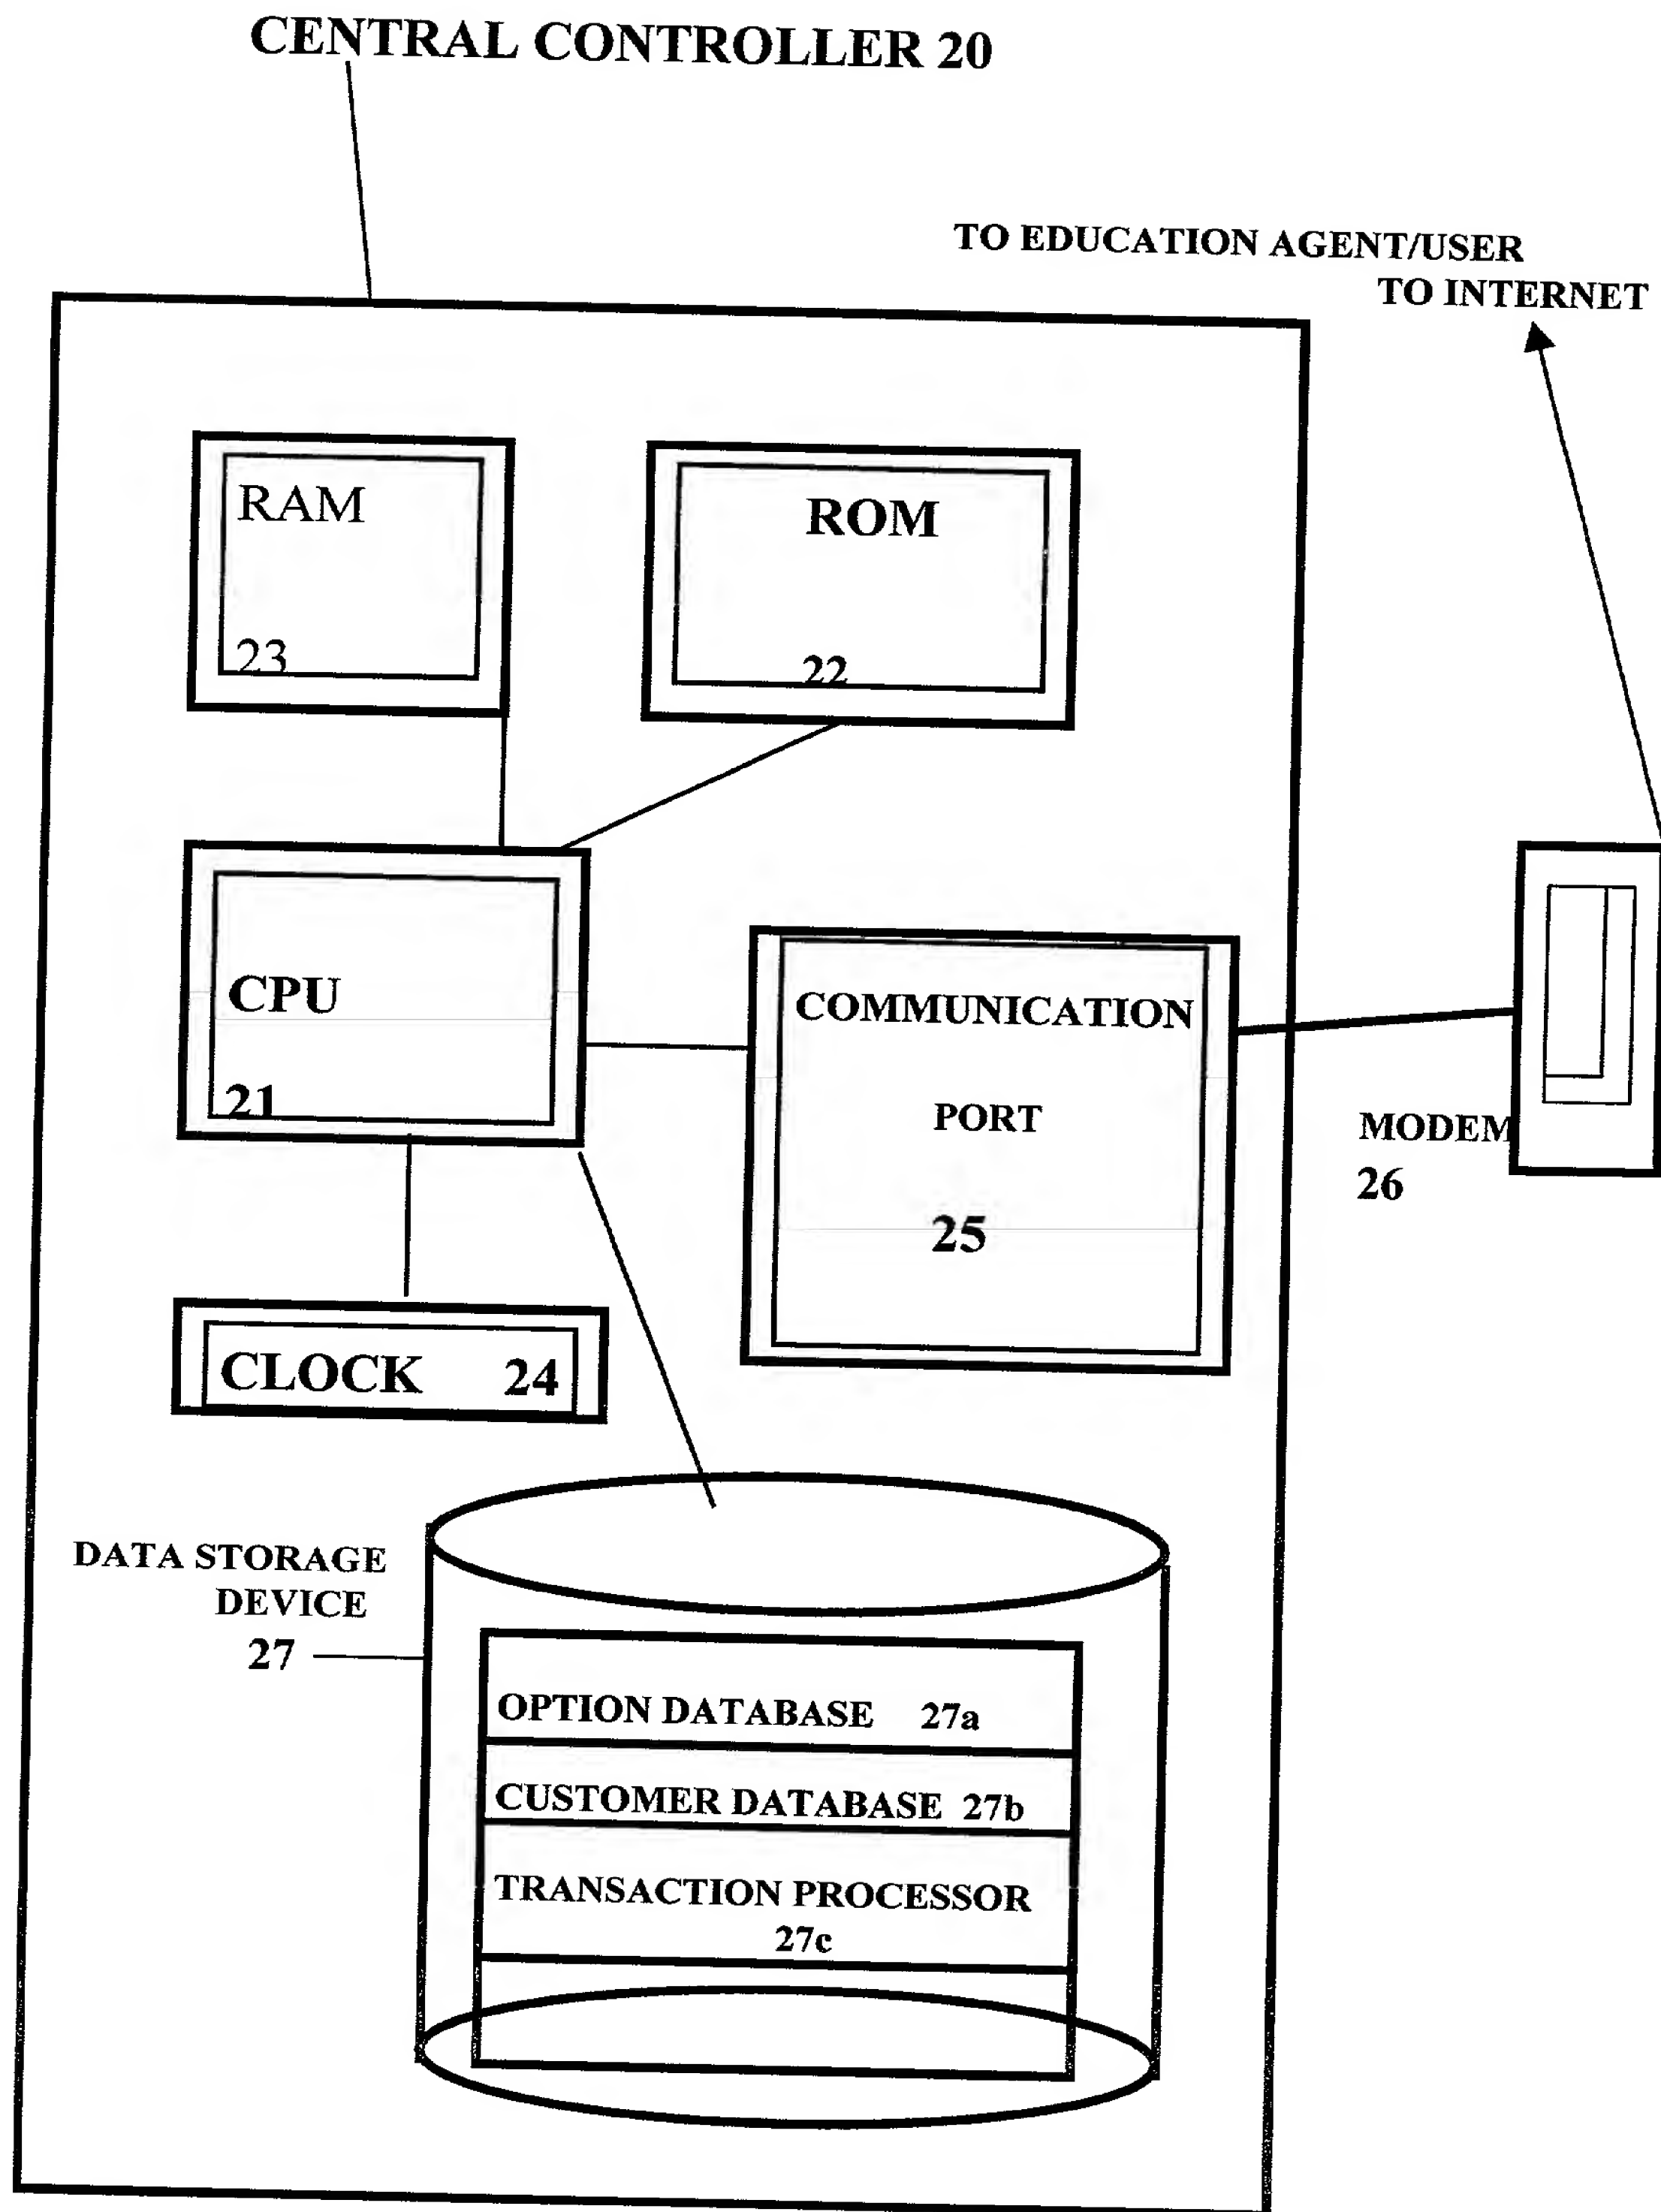 CENTRAL CONTROLLER 20
TO EDUCATION AGENT/USER
TO INTERNET
RAM
23
ROM
22
CPU
21
COMMUNICATION
PORT
25
MODEM
26
CLOCK 24
DATA STORAGE
DEVICE
27
OPTION DATABASE 27a
CUSTOMER DATABASE 27b
TRANSACTION PROCESSOR
27c